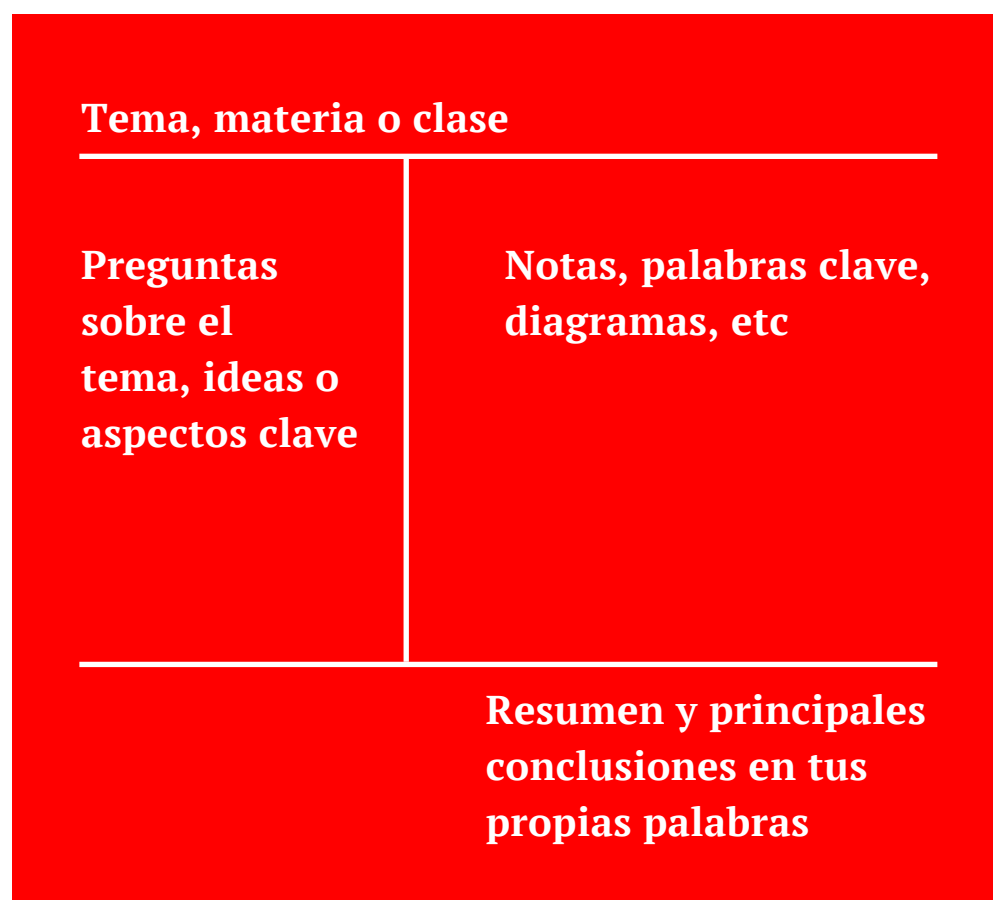 Tema, materia o clase
Preguntas
sobre el
tema, ideas o
aspectos clave
Notas, palabras clave,
diagramas, etc
Resumen y principales
conclusiones en tus
propias palabras